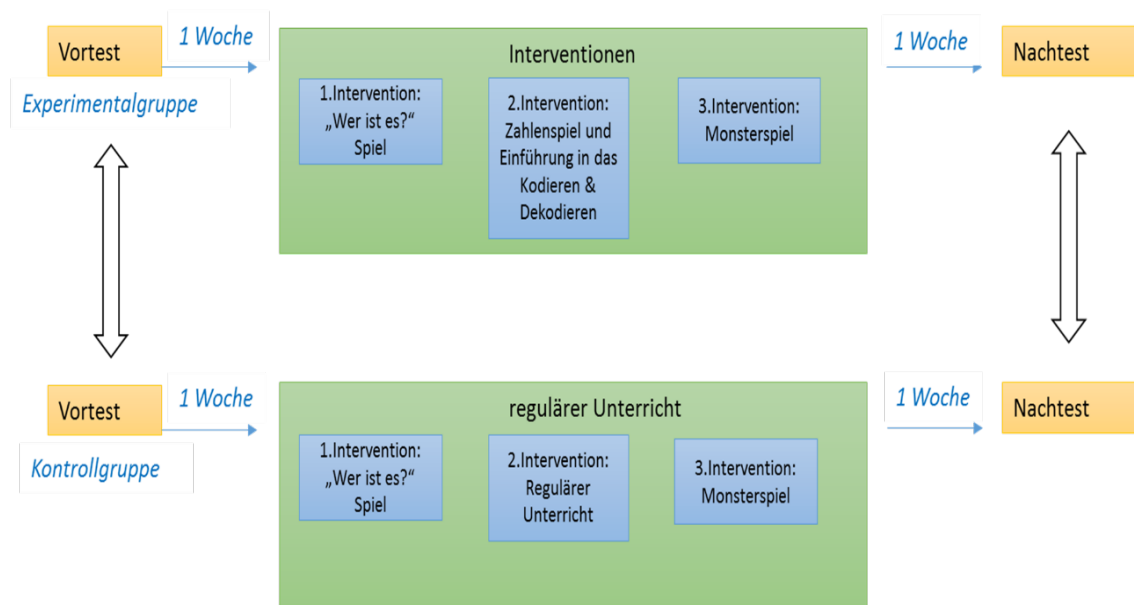 Vortest
1 Woche
Experimentalgruppe
Interventionen
1.Intervention:
„Wer ist es?“
Spiel
2.Intervention:
Zahlenspiel und
Einführung in das
Kodieren &
Dekodieren
3.Intervention:
Monsterspiel
1 Woche
Nachtest
Vortest
1 Woche
Kontrollgruppe
regulärer Unterricht
1.Intervention:
„Wer ist es?“
Spiel
2.Intervention:
Regulärer
Unterricht
3.Intervention:
Monsterspiel
1 Woche
Nachtest